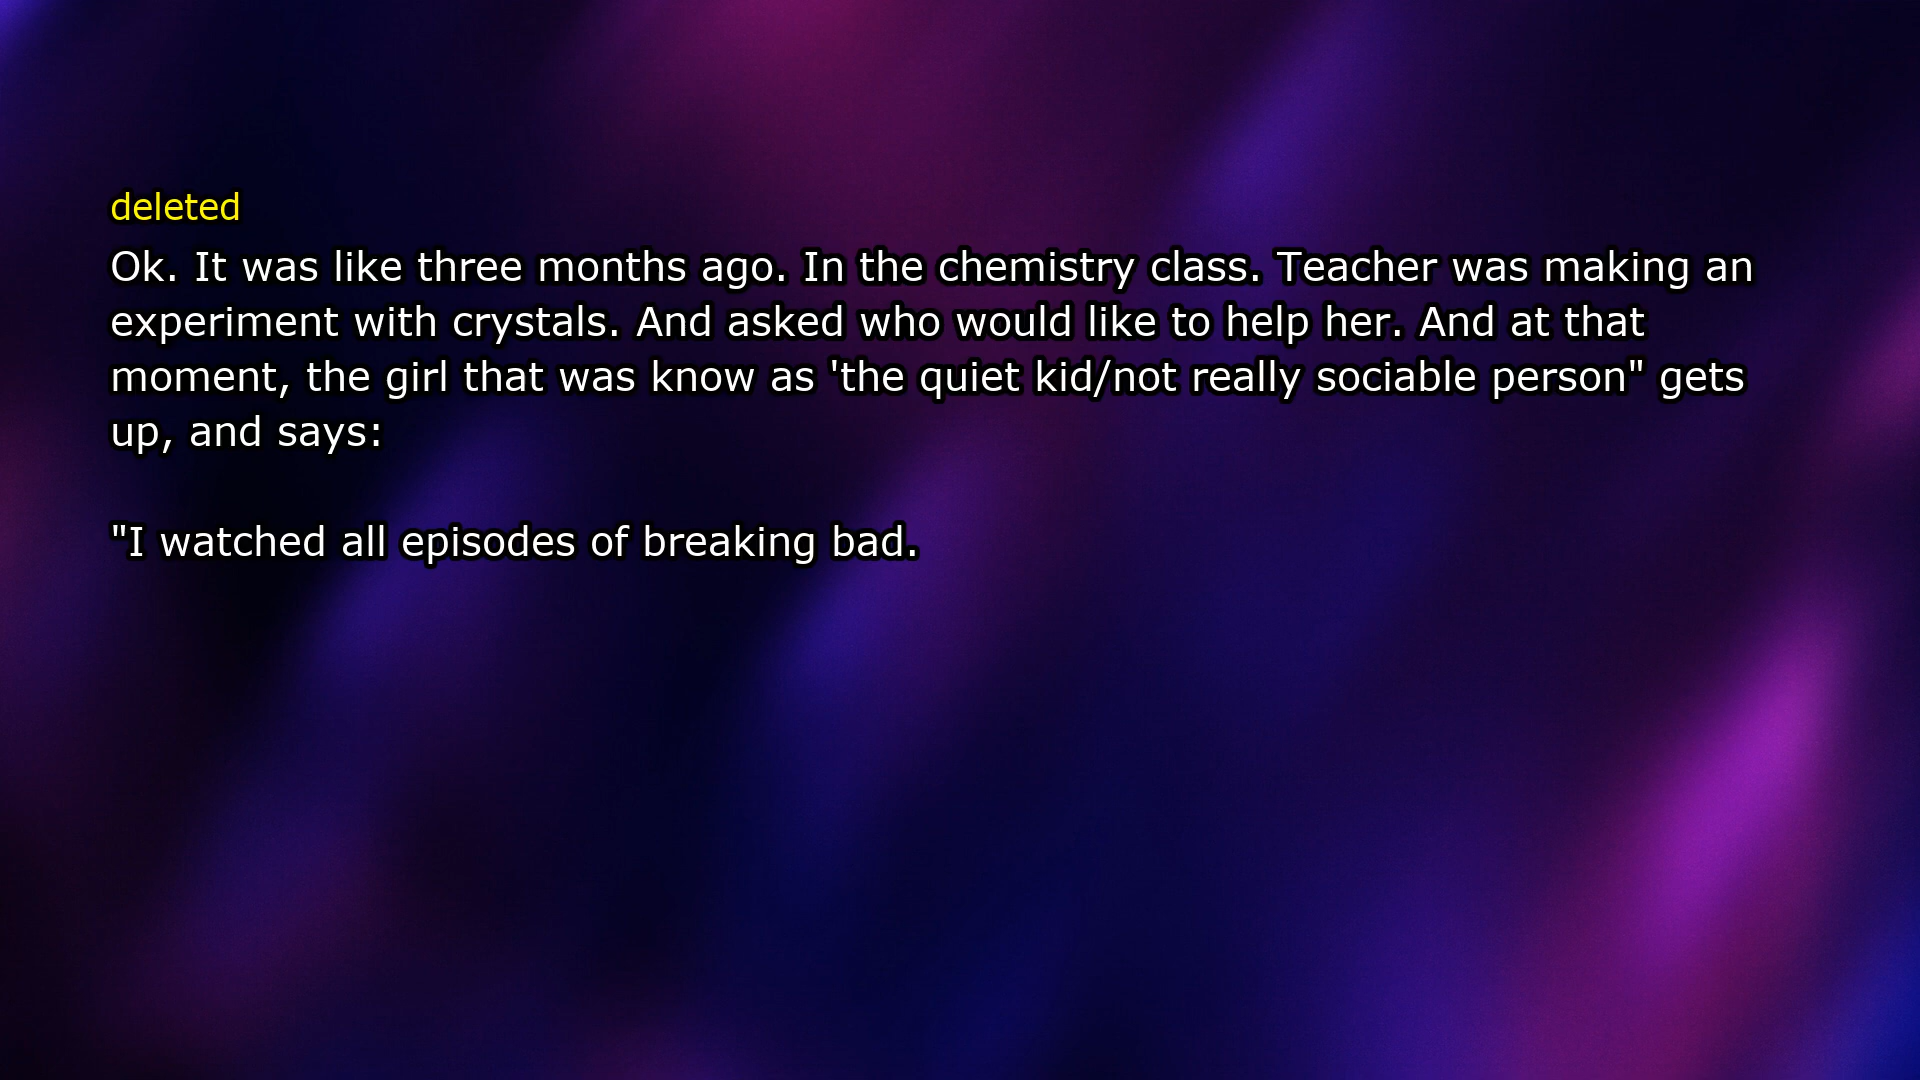 deleted
Ok. It was like three months ago. In the chemistry class. Teacher was making an
experiment with crystals. And asked who would like to help her. And at that
moment, the girl that was know as 'the quiet kid/not really sociable person" gets
up, and says:
"I watched all episodes of breaking bad.